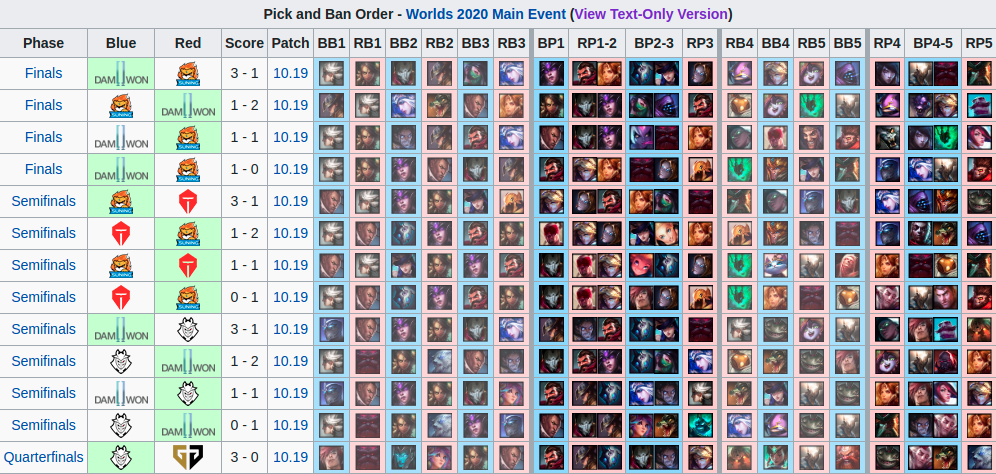 Pick and Ban Order - Worlds 2020 Main Event (View Text-Only Version)
Phase Blue Red Score Patch BB1 RB1 BB2 RB2 BB3 RB3 BP1 RP1-2 BP2-3 RP3 RB4 BB4 RB5 BB5 RP4 BP4-5 RP5
Finals DAMWON SUNING 3 - 1 10.19
Finals SUNING DAMWON 1 - 2 10.19
Finals DAMWON SUNING 1 - 1 10.19
Finals DAMWON SUNING 1 - 0 10.19
Semifinals SUNING 3 - 1 10.19
Semifinals SUNING 1 - 2 10.19
Semifinals SUNING 1 - 1 10.19
Semifinals SUNING 0 - 1 10.19
Semifinals DAMWON 3 - 1 10.19
Semifinals DAMWON 1 - 2 10.19
Semifinals DAMWON 1 - 1 10.19
Semifinals DAMWON 0 - 1 10.19
Quarterfinals 3 - 0 10.19